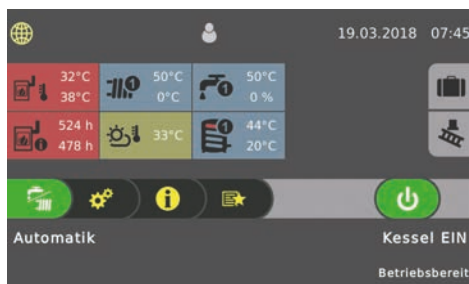 19.03.2018 07:45
32°C 50°C 50°C
38°C 0°C 0 %
524 h 33°C 44°C
478 h 20°C
Automatik Kessel EIN
Betriebsbereit